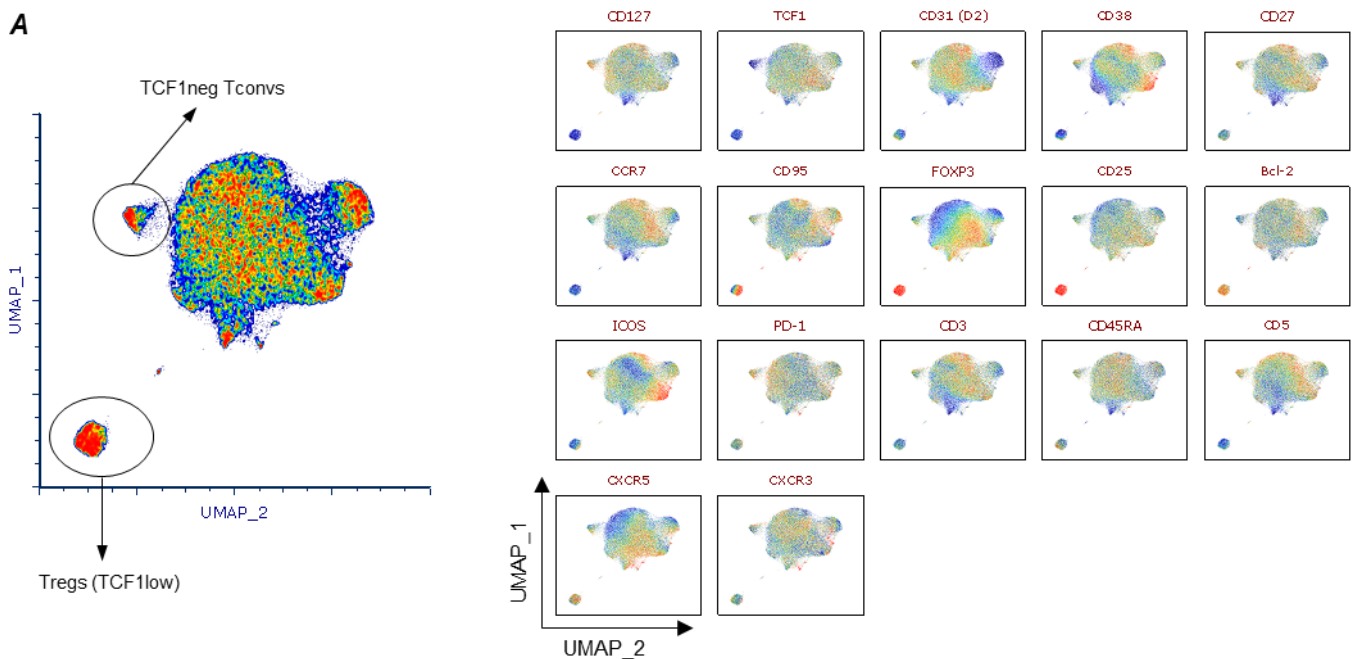 A
TCF1neg Tconvs
UMAP_1
UMAP_2
Tregs (TCF1low)
CD127
TCF1
CD31 (D2)
CD38
CD27
CCR7
CD95
FOXP3
CD25
Bcl-2
ICOS
PD-1
CD3
CD45RA
CD5
CXCR5
CXCR3
UMAP_1
UMAP_2